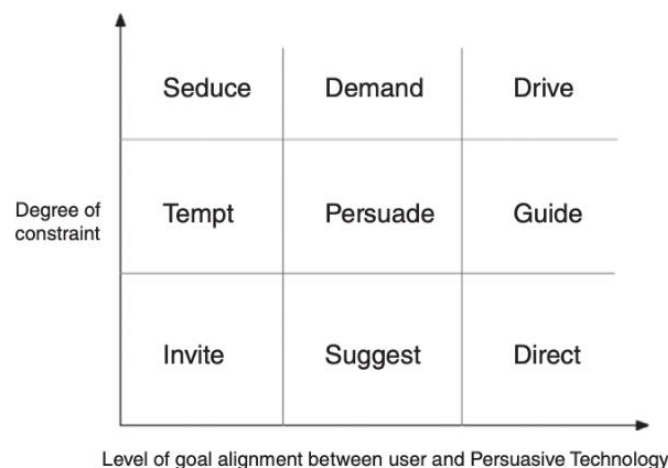 Seduce Demand Drive
Degree of
constraint
Tempt Persuade Guide
Invite Suggest Direct
Level of goal alignment between user and Persuasive Technology